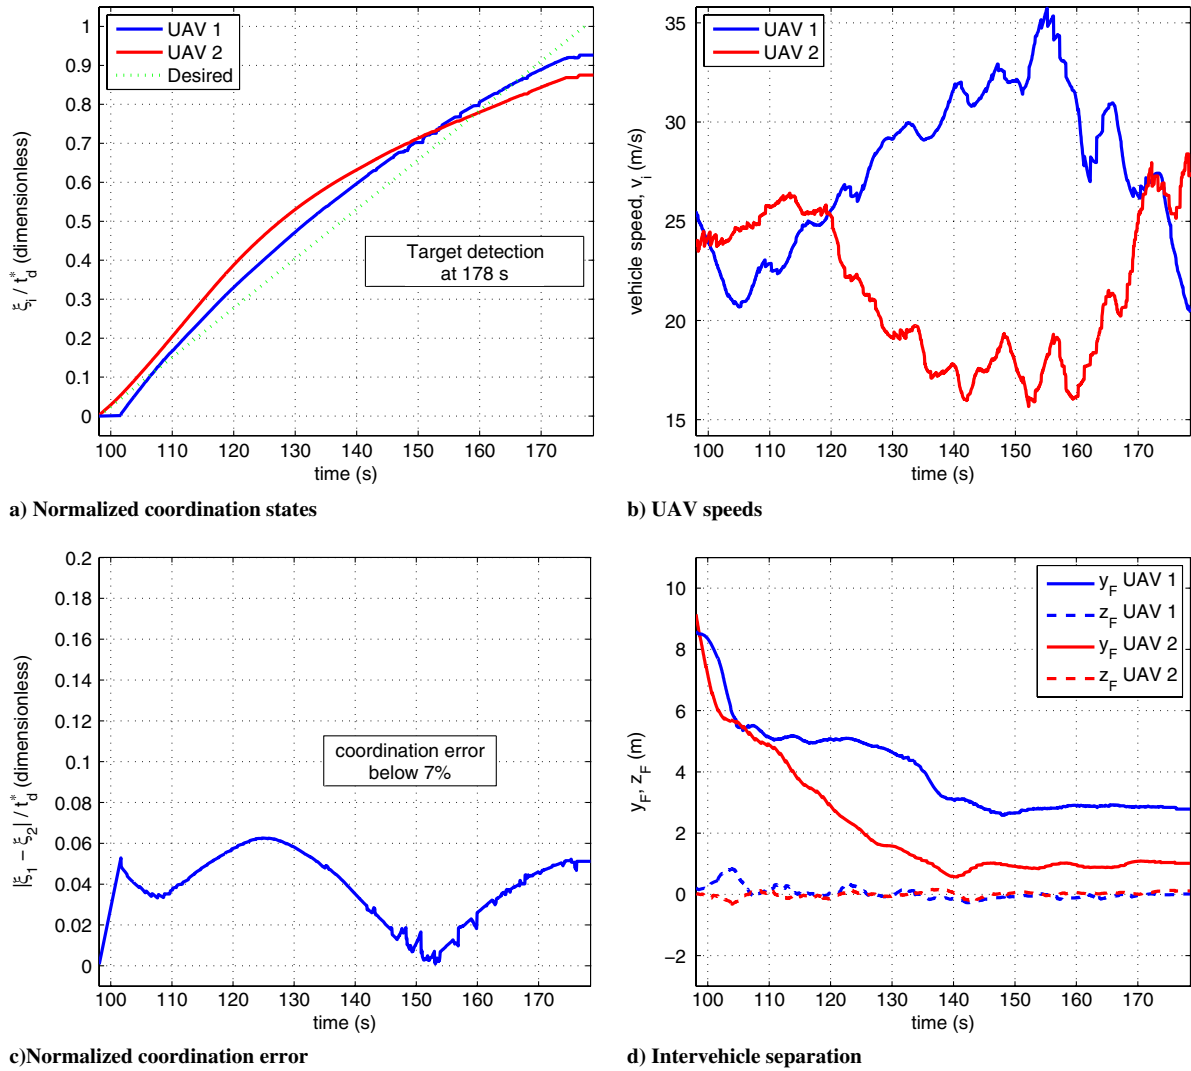 UAV 1
UAV 2
Desired
1
0.9
0.8
0.7
0.6
0.5
0.4
0.3
0.2
0.1
0
ξi / t*d (dimensionless)
Target detection
at 178 s
100 110 120 130 140 150 160 170
time (s)
a) Normalized coordination states
UAV 1
UAV 2
35
30
25
20
15
vehicle speed, vi (m/s)
100 110 120 130 140 150 160 170
time (s)
b) UAV speeds
0.2
0.18
0.16
0.14
0.12
0.1
0.08
0.06
0.04
0.02
0
|ξ1 − ξ2| / t*d (dimensionless)
coordination error
below 7%
100 110 120 130 140 150 160 170
time (s)
c)Normalized coordination error
yF UAV 1
zF UAV 1
yF UAV 2
zF UAV 2
10
8
6
4
2
0
−2
yF, zF (m)
100 110 120 130 140 150 160 170
time (s)
d) Intervehicle separation